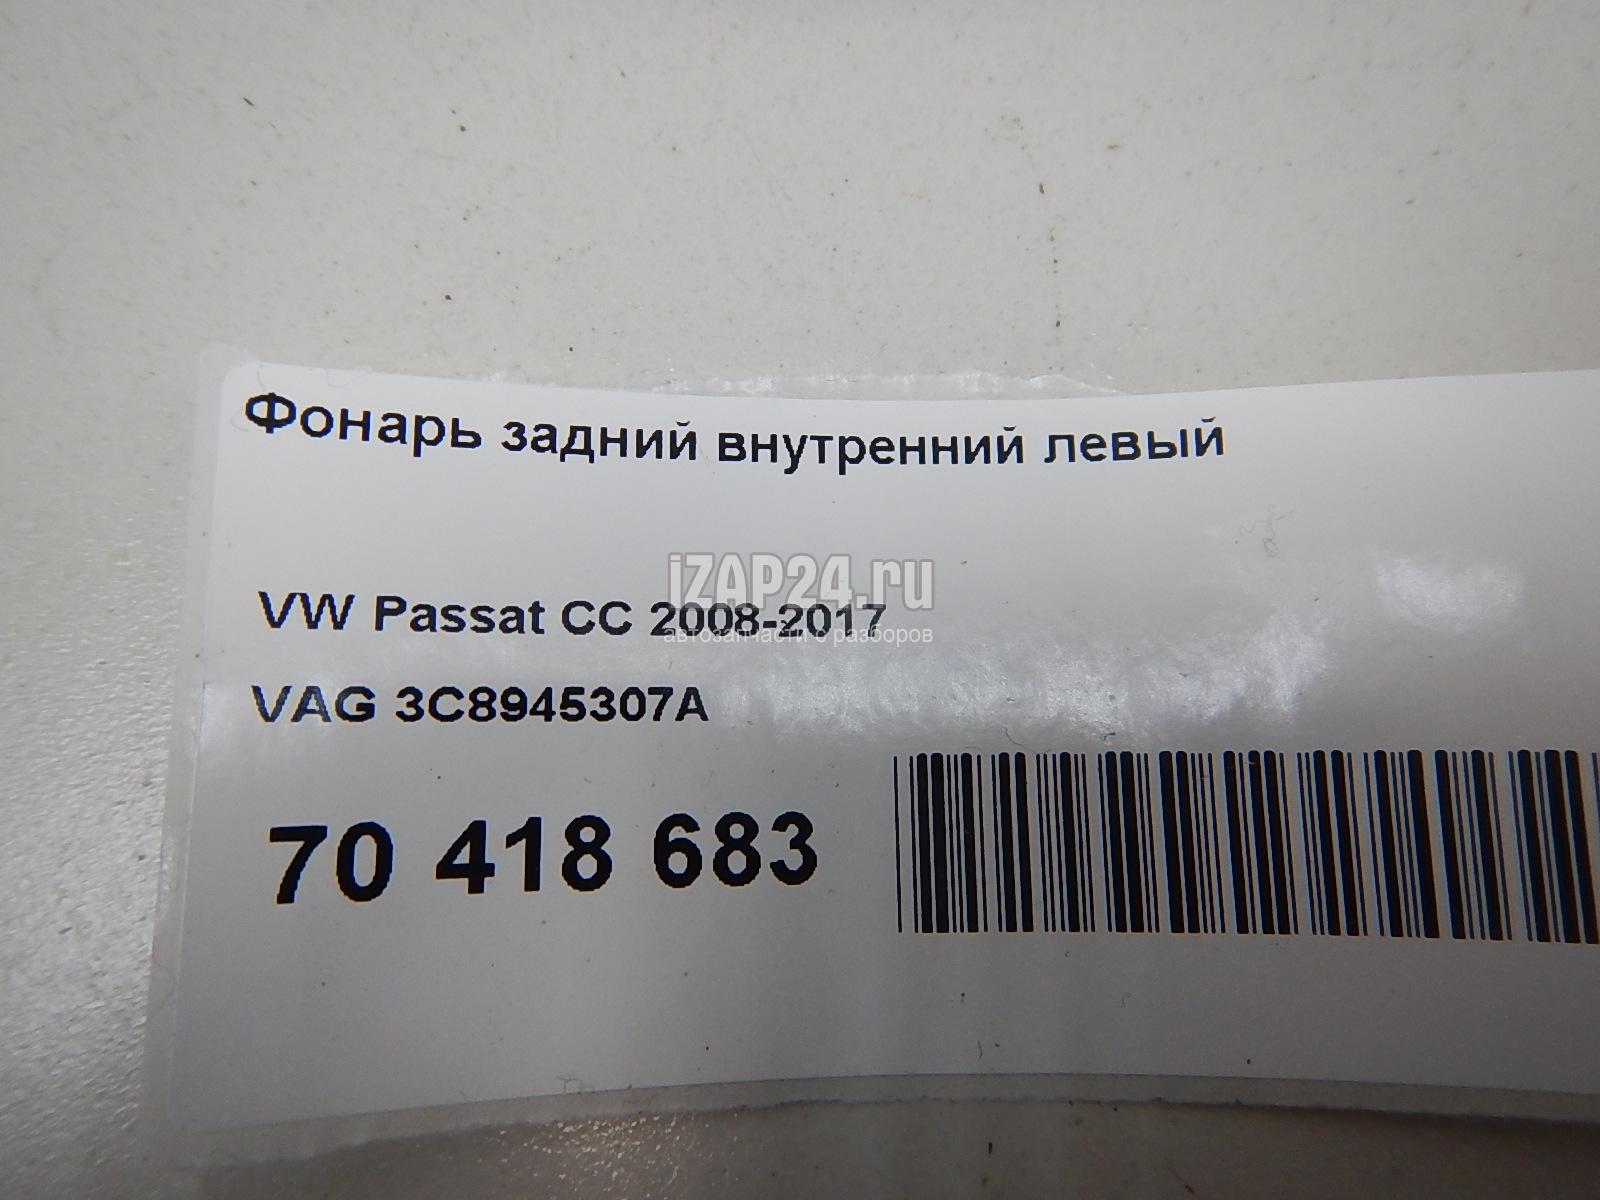 Фонарь задний внутренний левый
iZAP24.ru
VW Passat CC 2008-2017
автозапчасти с разборов
VAG 3C8945307A
70 418 683